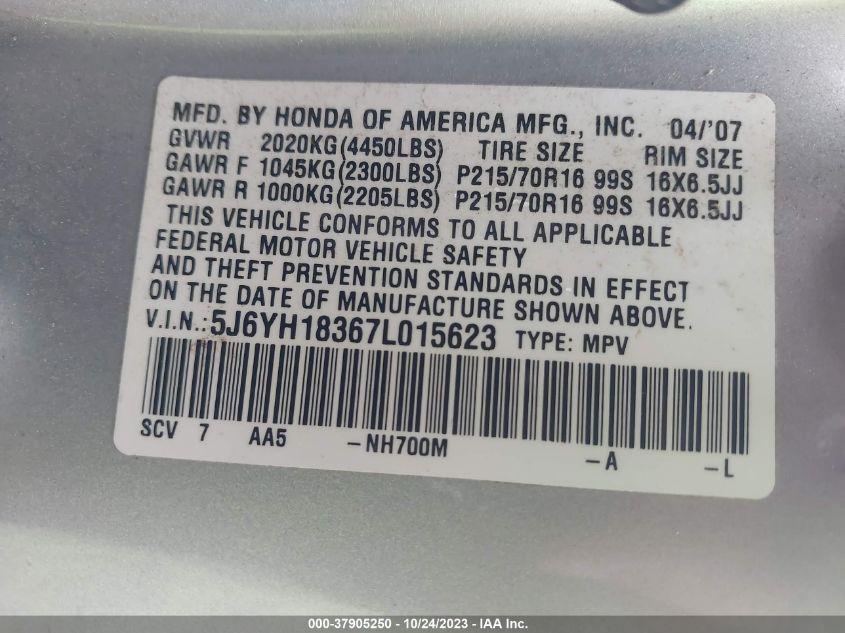 MFD. BY HONDA OF AMERICA MFG., INC. 04/'07
GVWR 2020KG(4450LBS) TIRE SIZE RIM SIZE
GAWR F 1045KG(2300LBS) P215/70R16 99S 16X6.5JJ
GAWR R 1000KG(2205LBS) P215/70R16 99S 16X6.5JJ
THIS VEHICLE CONFORMS TO ALL APPLICABLE
FEDERAL MOTOR VEHICLE SAFETY
AND THEFT PREVENTION STANDARDS IN EFFECT
ON THE DATE OF MANUFACTURE SHOWN ABOVE.
V.I.N.: 5J6YH18367L015623 TYPE: MPV
SCV 7 AA5 -NH700M -A -L
000-37905250 - 10/24/2023 - IAA Inc.